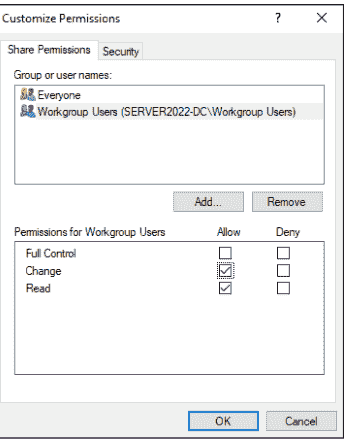 Customize Permissions ? X
Share Permissions Security
Group or user names:
Everyone
Workgroup Users (SERVER2022-DC\Workgroup Users)
Add... Remove
Permissions for Workgroup Users Allow Deny
Full Control
Change
Read
OK Cancel